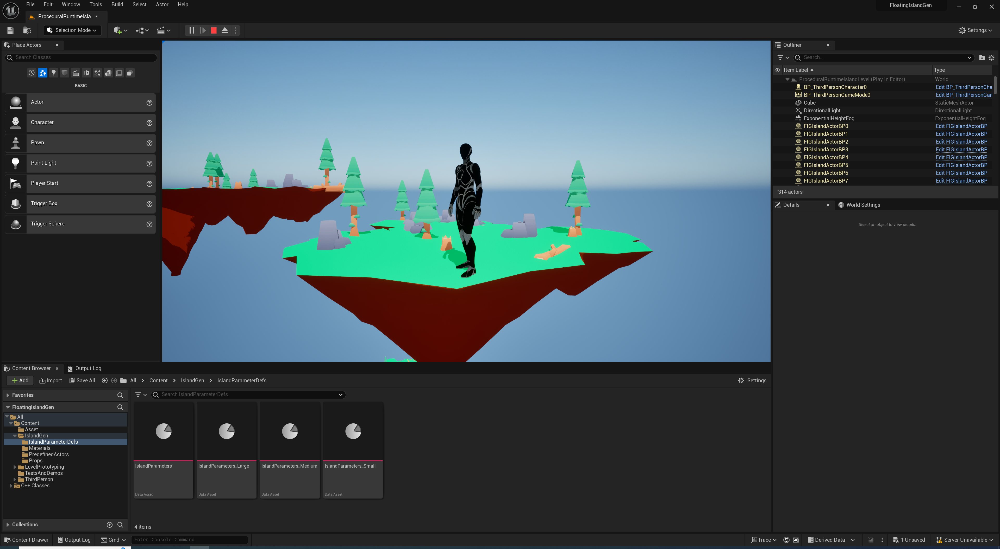 File Edit Window Tools Build Select Actor Help
FloatingIslandGen
ProceduralRuntimeIsla...*
Selection Mode
Settings
Place Actors
Search Classes
BASIC
Actor
Character
Pawn
Point Light
Player Start
Trigger Box
Trigger Sphere
Outliner
Search...
Item Label Type
ProceduralRuntimeIslandLevel (Play In Editor) World
BP_ThirdPersonCharacter0 Edit BP_ThirdPersonCha
BP_ThirdPersonGameMode0 Edit BP_ThirdPersonGan
Cube StaticMeshActor
DirectionalLight DirectionalLight
ExponentialHeightFog ExponentialHeightFog
FIGIslandActorBP0 Edit FIGIslandActorBP
FIGIslandActorBP1 Edit FIGIslandActorBP
FIGIslandActorBP2 Edit FIGIslandActorBP
FIGIslandActorBP3 Edit FIGIslandActorBP
FIGIslandActorBP4 Edit FIGIslandActorBP
FIGIslandActorBP5 Edit FIGIslandActorBP
FIGIslandActorBP6 Edit FIGIslandActorBP
FIGIslandActorBP7 Edit FIGIslandActorBP
314 actors
Details World Settings
Select an object to view details.
Content Browser Output Log
Add Import Save All All > Content > IslandGen > IslandParameterDefs Settings
Favorites
Search IslandParameterDefs
FloatingIslandGen
All
Content
Asset
IslandGen
IslandParameterDefs
Materials
PredefinedActors
Props
LevelPrototyping
TestsAndDemos
ThirdPerson
C++ Classes
Collections
IslandParameters IslandParameters_Large IslandParameters_Medium IslandParameters_Small
Data Asset Data Asset Data Asset Data Asset
4 items
Content Drawer Output Log Cmd Enter Console Command Trace Derived Data 1 Unsaved Server Unavailable